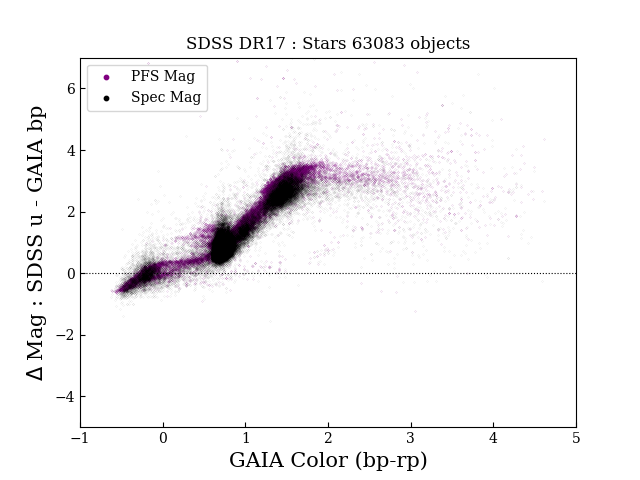 SDSS DR17 : Stars 63083 objects
PFS Mag
Spec Mag
6
4
2
0
−2
−4
Δ Mag : SDSS u - GAIA bp
−1
0
1
2
3
4
5
GAIA Color (bp-rp)